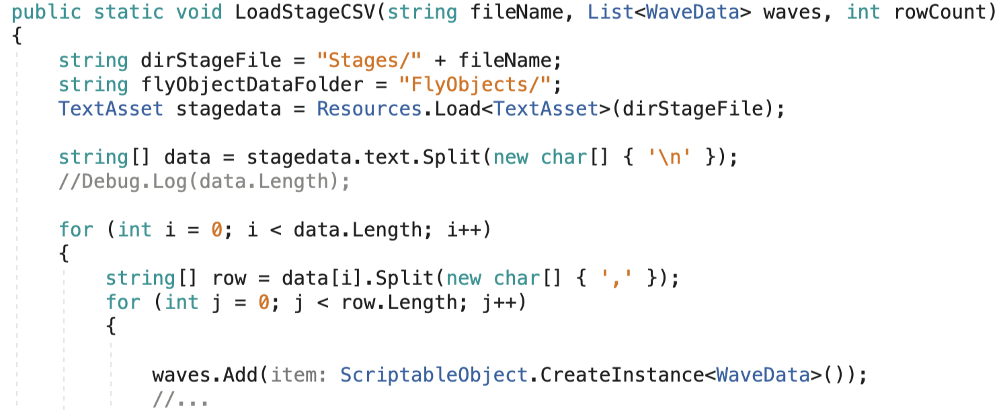 public static void LoadStageCSV(string fileName, List<WaveData> waves, int rowCount)
{
    string dirStageFile = "Stages/" + fileName;
    string flyObjectDataFolder = "FlyObjects/";
    TextAsset stagedata = Resources.Load<TextAsset>(dirStageFile);

    string[] data = stagedata.text.Split(new char[] { '\n' });
    //Debug.Log(data.Length);

    for (int i = 0; i < data.Length; i++)
    {
        string[] row = data[i].Split(new char[] { ',' });
        for (int j = 0; j < row.Length; j++)
        {

            waves.Add(item: ScriptableObject.CreateInstance<WaveData>());
            //...